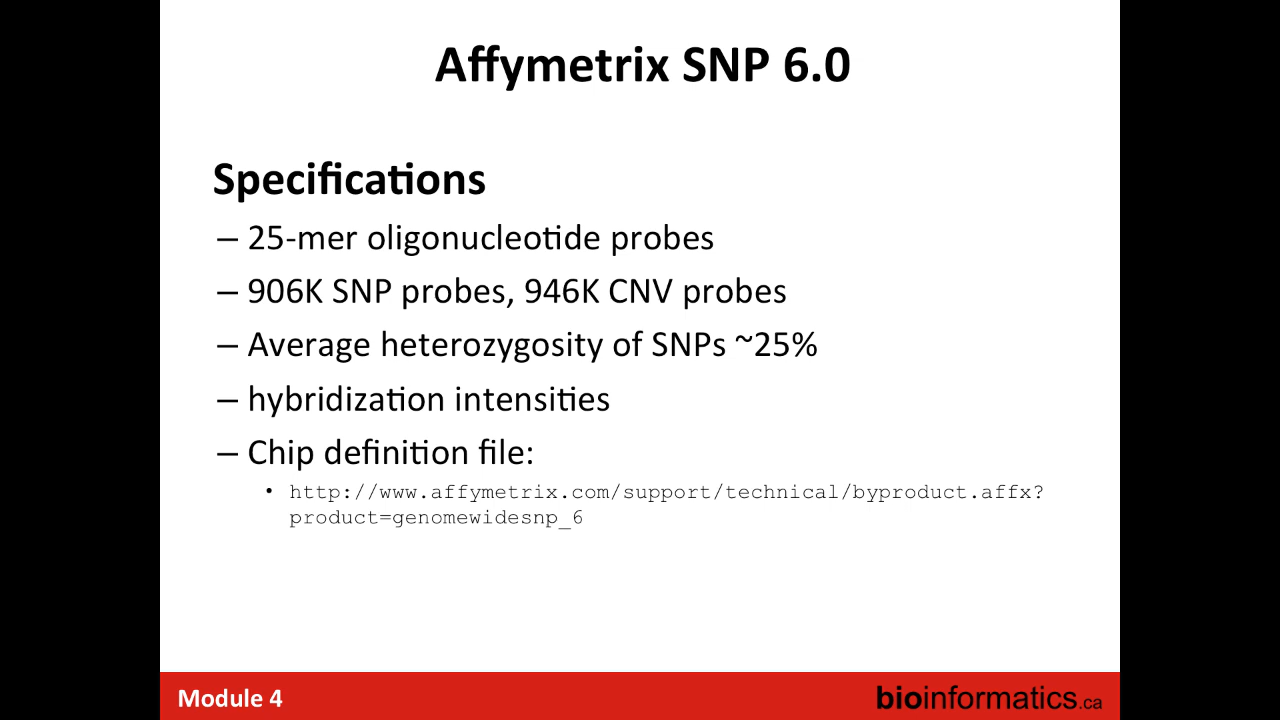 Affymetrix SNP 6.0
Specifications
– 25-mer oligonucleotide probes
– 906K SNP probes, 946K CNV probes
– Average heterozygosity of SNPs ~25%
– hybridization intensities
– Chip definition file:
• http://www.affymetrix.com/support/technical/byproduct.affx?
product=genomewidesnp_6
Module 4
bioinformatics.ca